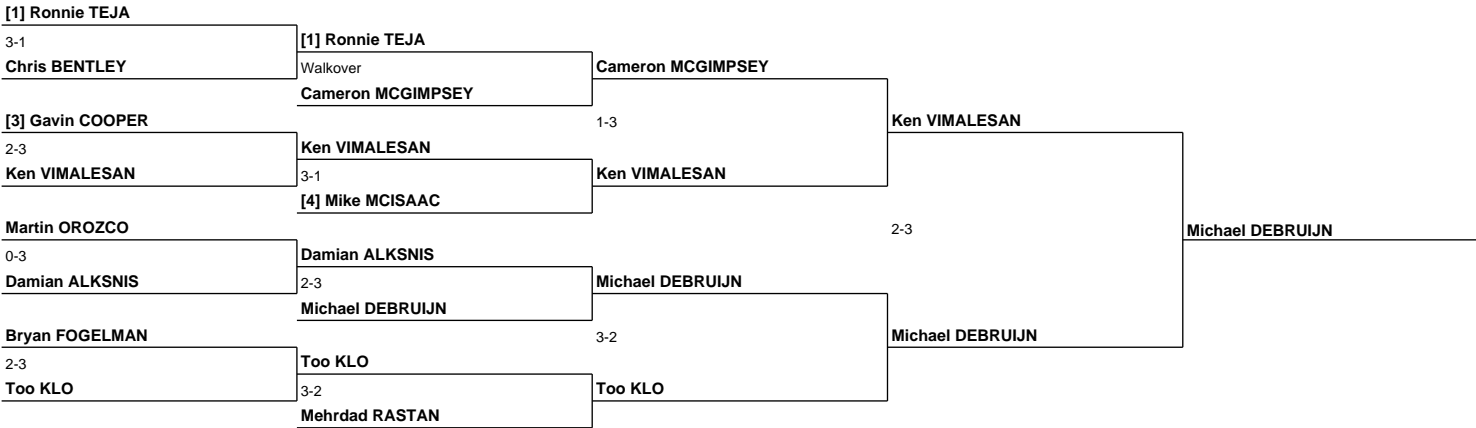 [1] Ronnie TEJA
3-1
Chris BENTLEY
[1] Ronnie TEJA
Walkover
Cameron MCGIMPSEY
Cameron MCGIMPSEY
[3] Gavin COOPER
2-3
Ken VIMALESAN
Ken VIMALESAN
3-1
[4] Mike MCISAAC
1-3
Ken VIMALESAN
Ken VIMALESAN
Martin OROZCO
0-3
Damian ALKSNIS
Damian ALKSNIS
2-3
Michael DEBRUIJN
Michael DEBRUIJN
2-3
Michael DEBRUIJN
Bryan FOGELMAN
2-3
Too KLO
Too KLO
3-2
Mehrdad RASTAN
3-2
Too KLO
Michael DEBRUIJN